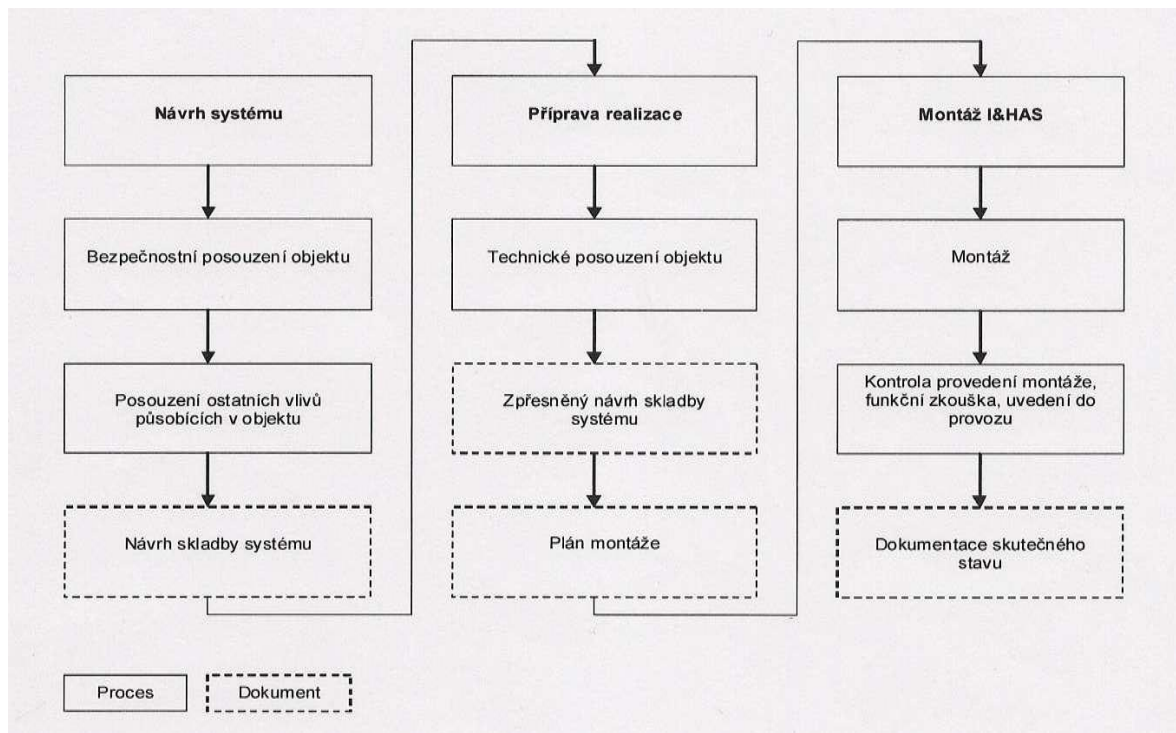 Návrh systému
Bezpečnostní posouzení objektu
Posouzení ostatních vlivů
působících v objektu
Návrh skladby systému
Příprava realizace
Technické posouzení objektu
Zpřesněný návrh skladby
systému
Plán montáže
Montáž I&HAS
Montáž
Kontrola provedení montáže,
funkční zkouška, uvedení do
provozu
Dokumentace skutečného
stavu
Proces
Dokument